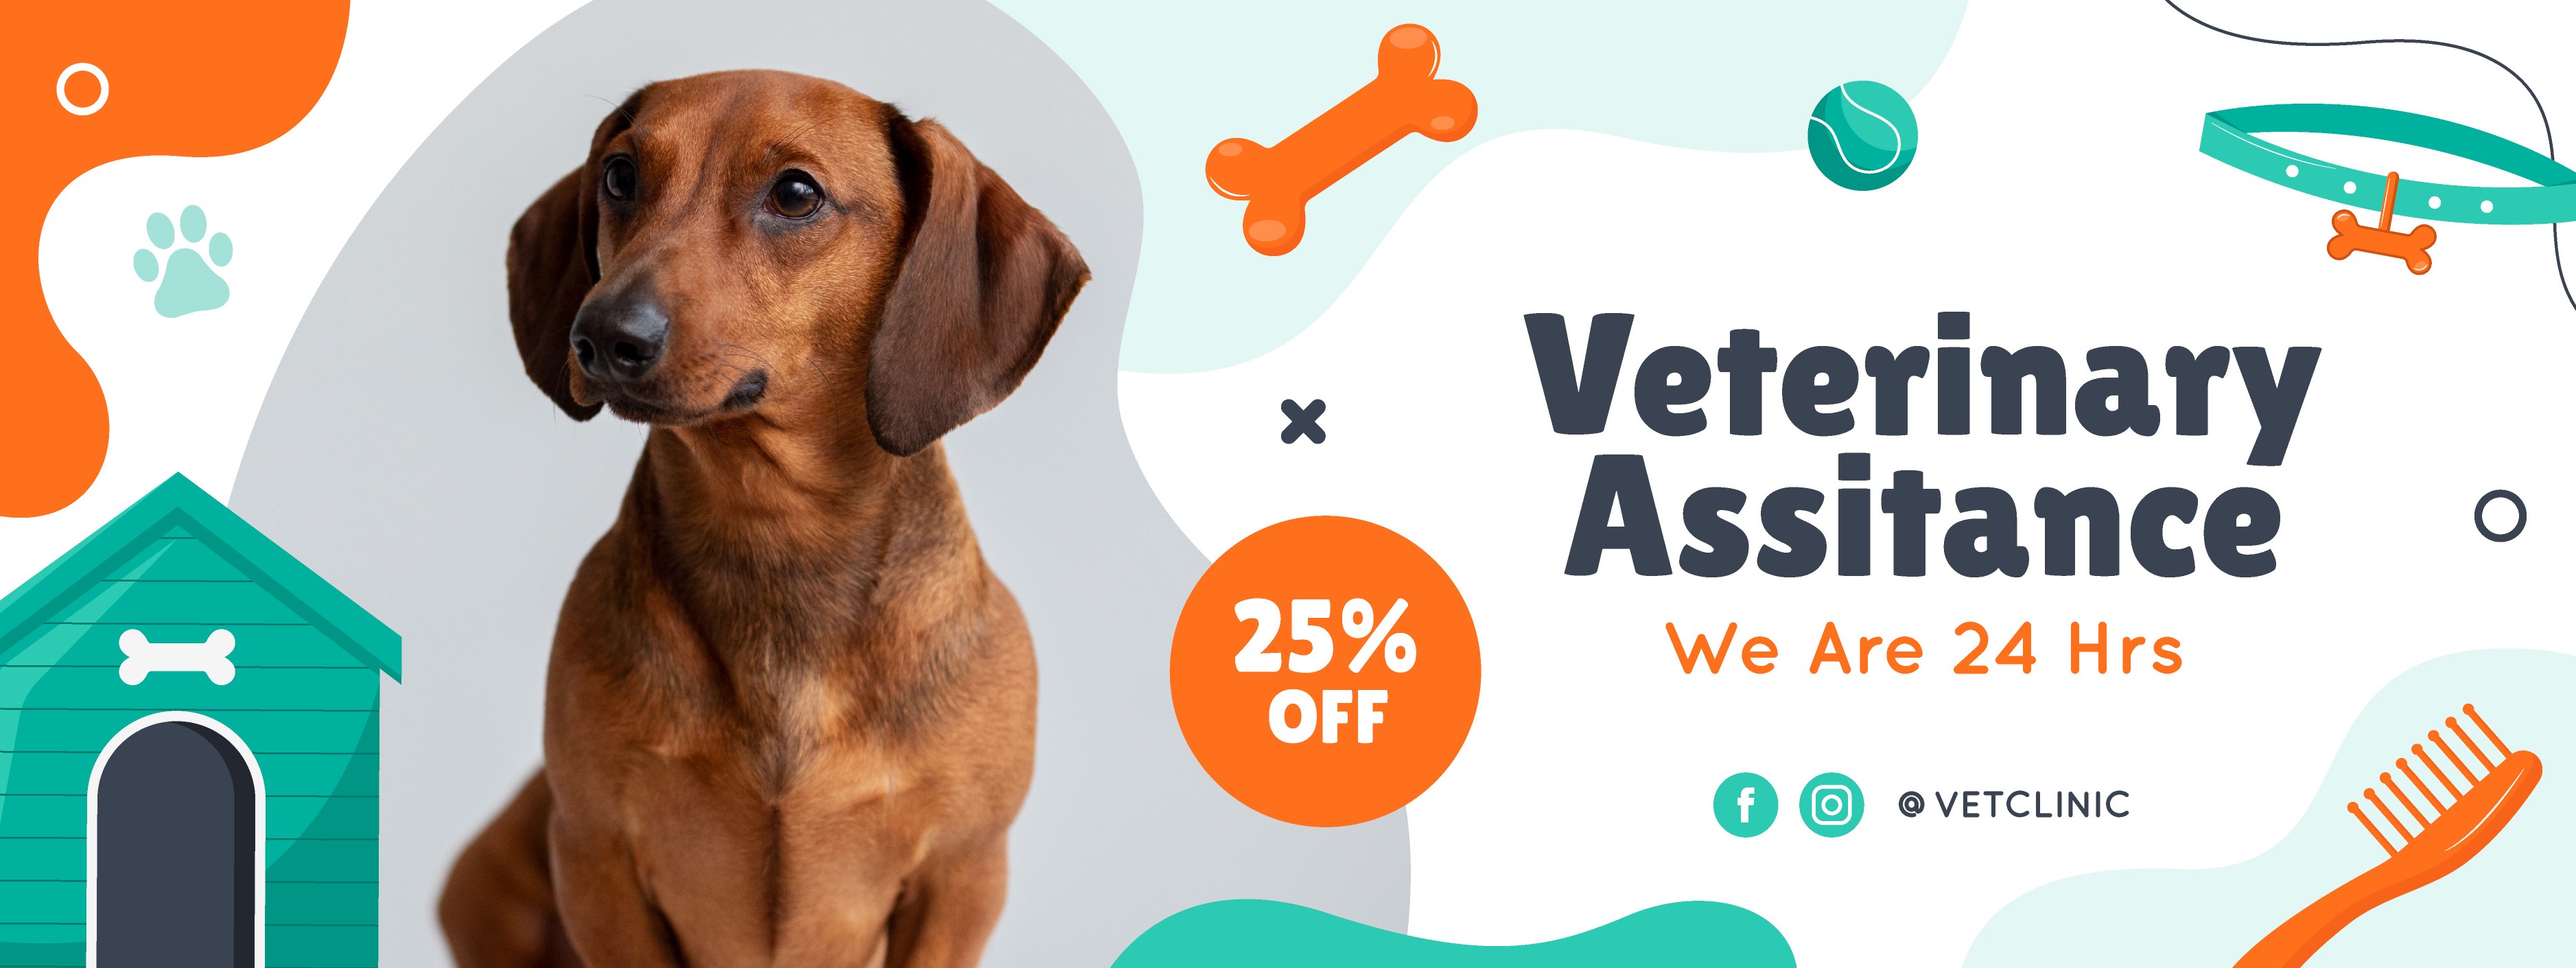 Veterinary
Assitance
We Are 24 Hrs
25%
OFF
@VETCLINIC